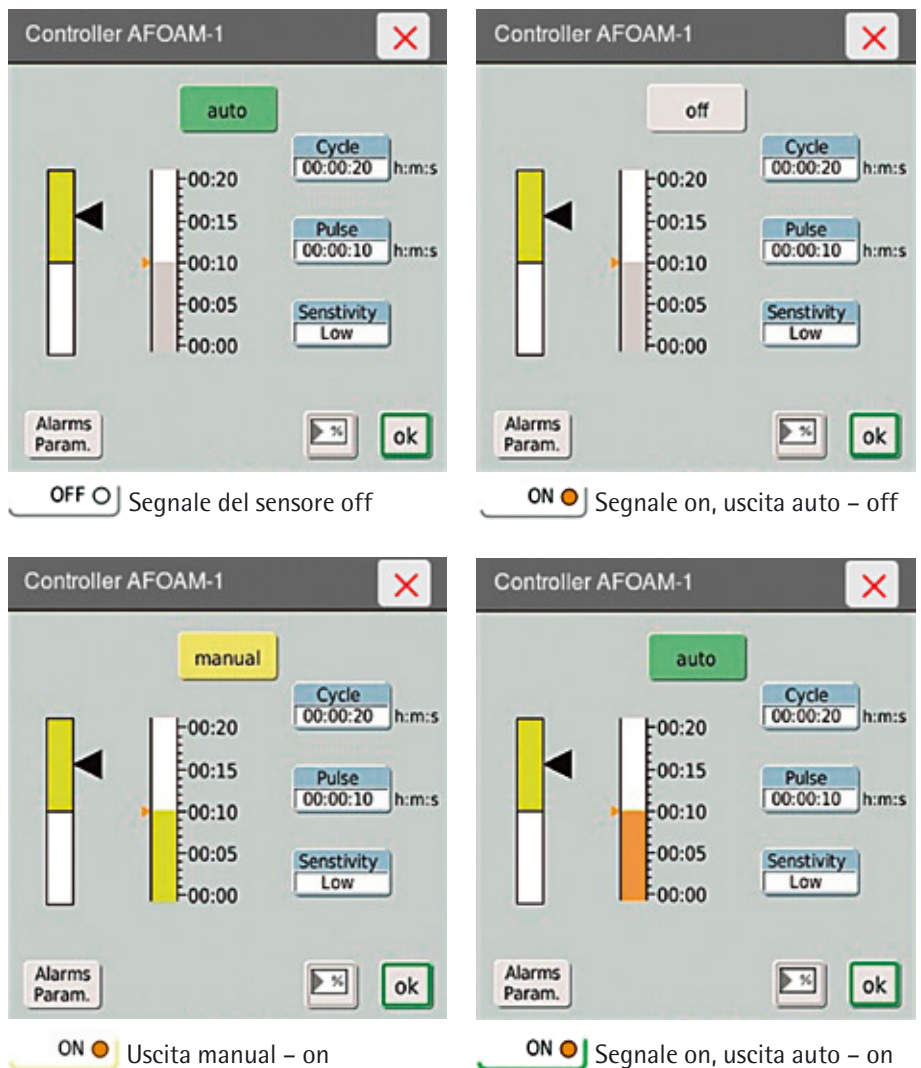 Controller AFOAM-1
auto
Cycle
00:00:20 h:m:s
00:20
00:15
Pulse
00:00:10 h:m:s
00:10
00:05
Senstivity
Low
00:00
Alarms
Param.
%
ok
OFF Segnale del sensore off
Controller AFOAM-1
off
Cycle
00:00:20 h:m:s
00:20
00:15
Pulse
00:00:10 h:m:s
00:10
00:05
Senstivity
Low
00:00
Alarms
Param.
%
ok
ON Segnale on, uscita auto – off
Controller AFOAM-1
manual
Cycle
00:00:20 h:m:s
00:20
00:15
Pulse
00:00:10 h:m:s
00:10
00:05
Senstivity
Low
00:00
Alarms
Param.
%
ok
ON Uscita manual – on
Controller AFOAM-1
auto
Cycle
00:00:20 h:m:s
00:20
00:15
Pulse
00:00:10 h:m:s
00:10
00:05
Senstivity
Low
00:00
Alarms
Param.
%
ok
ON Segnale on, uscita auto – on